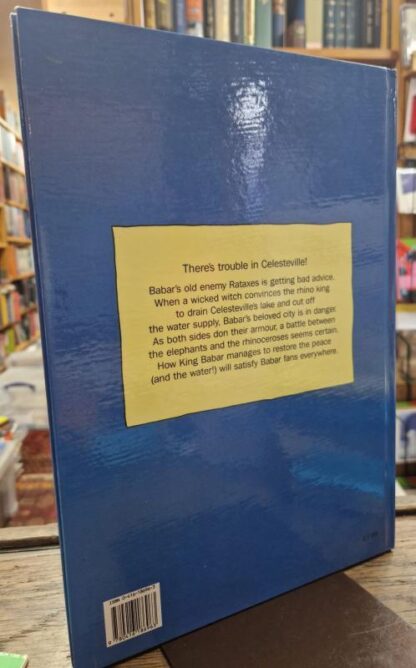 There's trouble in Celesteville!
Babar's old enemy Rataxes is getting bad advice.
When a wicked witch convinces the rhino king
to drain Celesteville's lake and cut off
the water supply, Babar's beloved city is in danger.
As both sides don their armour, a battle between
the elephants and the rhinoceroses seems certain.
How King Babar manages to restore the peace
(and the water!) will satisfy Babar fans everywhere.